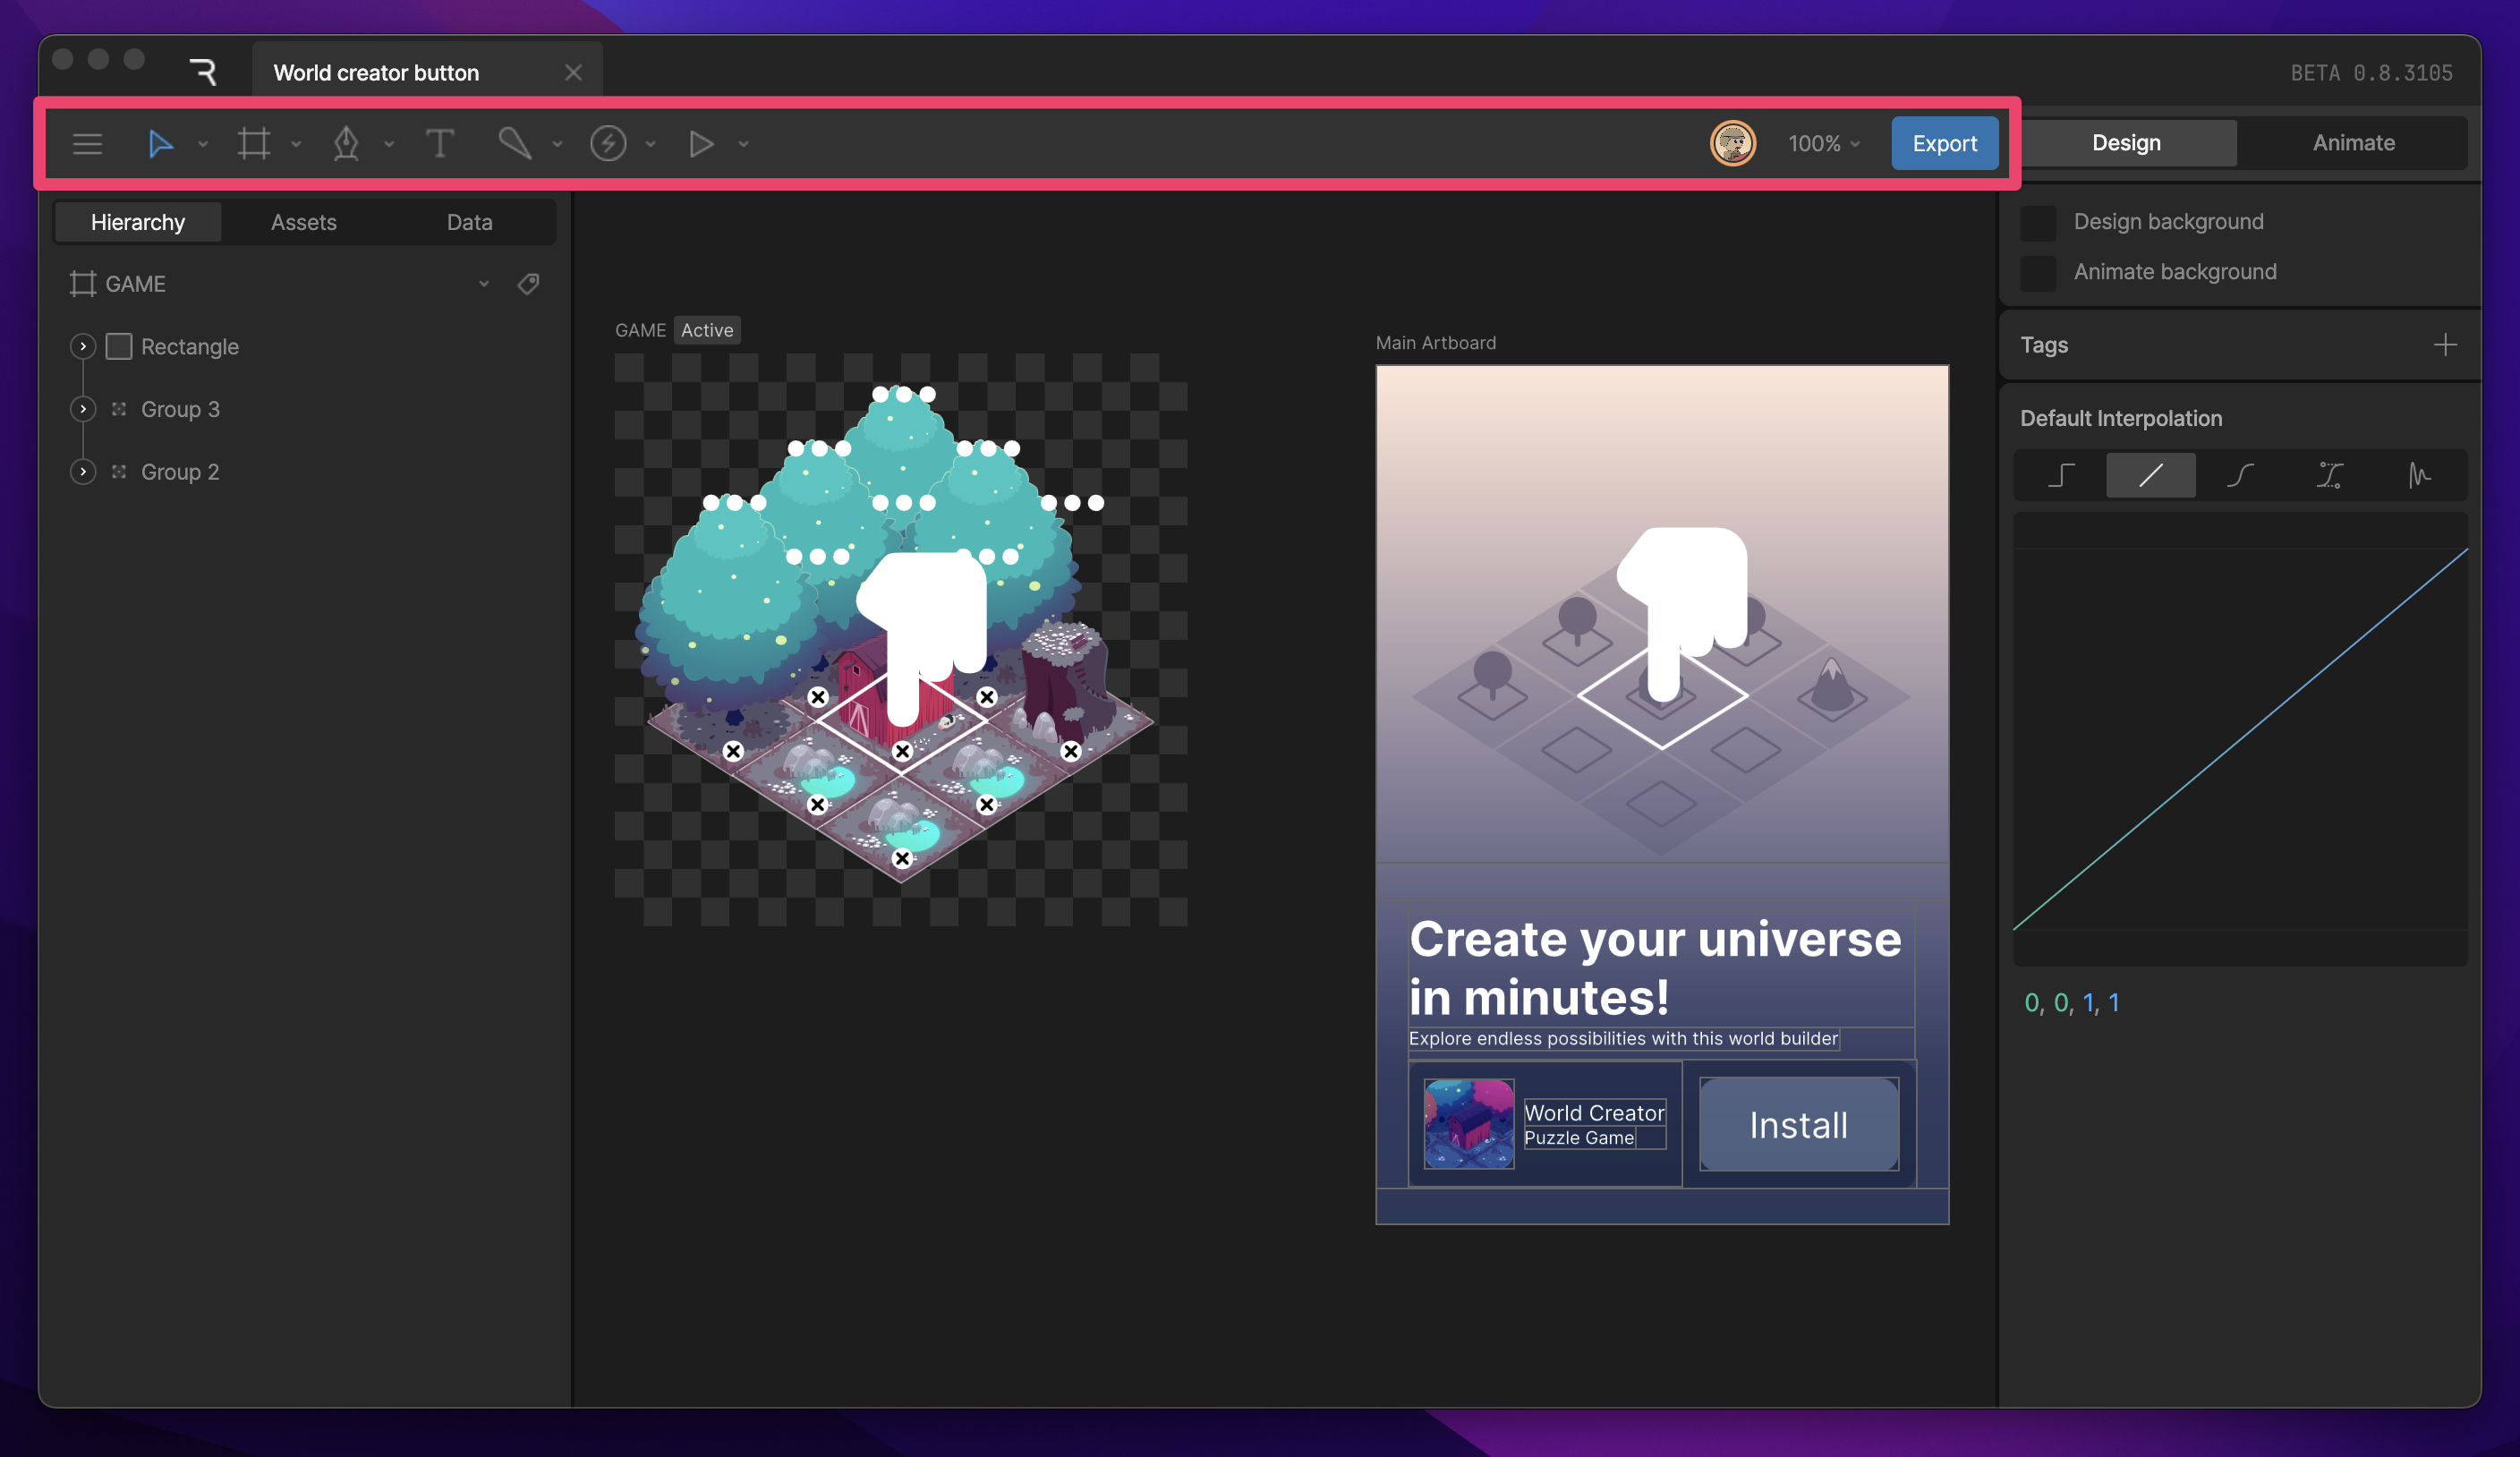 World creator button
BETA 0.8.3105
100%
Export
Design
Animate
Hierarchy
Assets
Data
GAME
Rectangle
Group 3
Group 2
GAME
Active
Main Artboard
Create your universe
in minutes!
Explore endless possibilities with this world builder
World Creator
Puzzle Game
Install
Design background
Animate background
Tags
Default Interpolation
0, 0, 1, 1